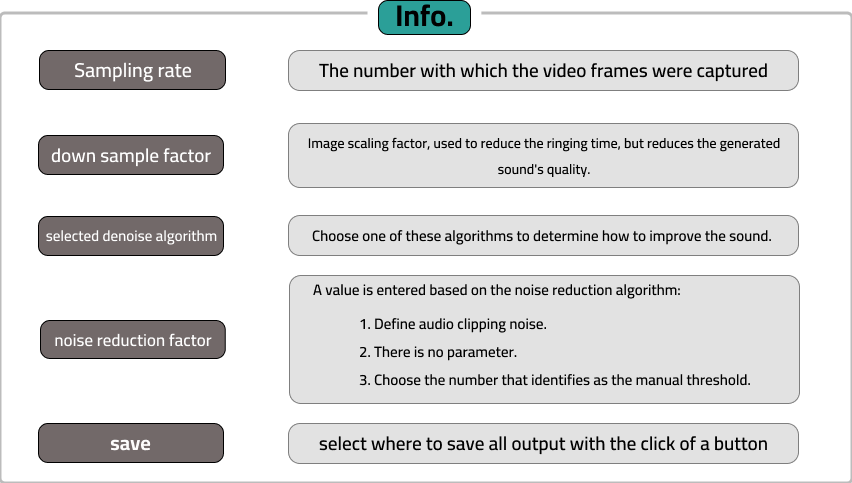 Info.
Sampling rate
The number with which the video frames were captured
down sample factor
Image scaling factor, used to reduce the ringing time, but reduces the generated
sound's quality.
selected denoise algorithm
Choose one of these algorithms to determine how to improve the sound.
noise reduction factor
A value is entered based on the noise reduction algorithm:
1. Define audio clipping noise.
2. There is no parameter.
3. Choose the number that identifies as the manual threshold.
save
select where to save all output with the click of a button